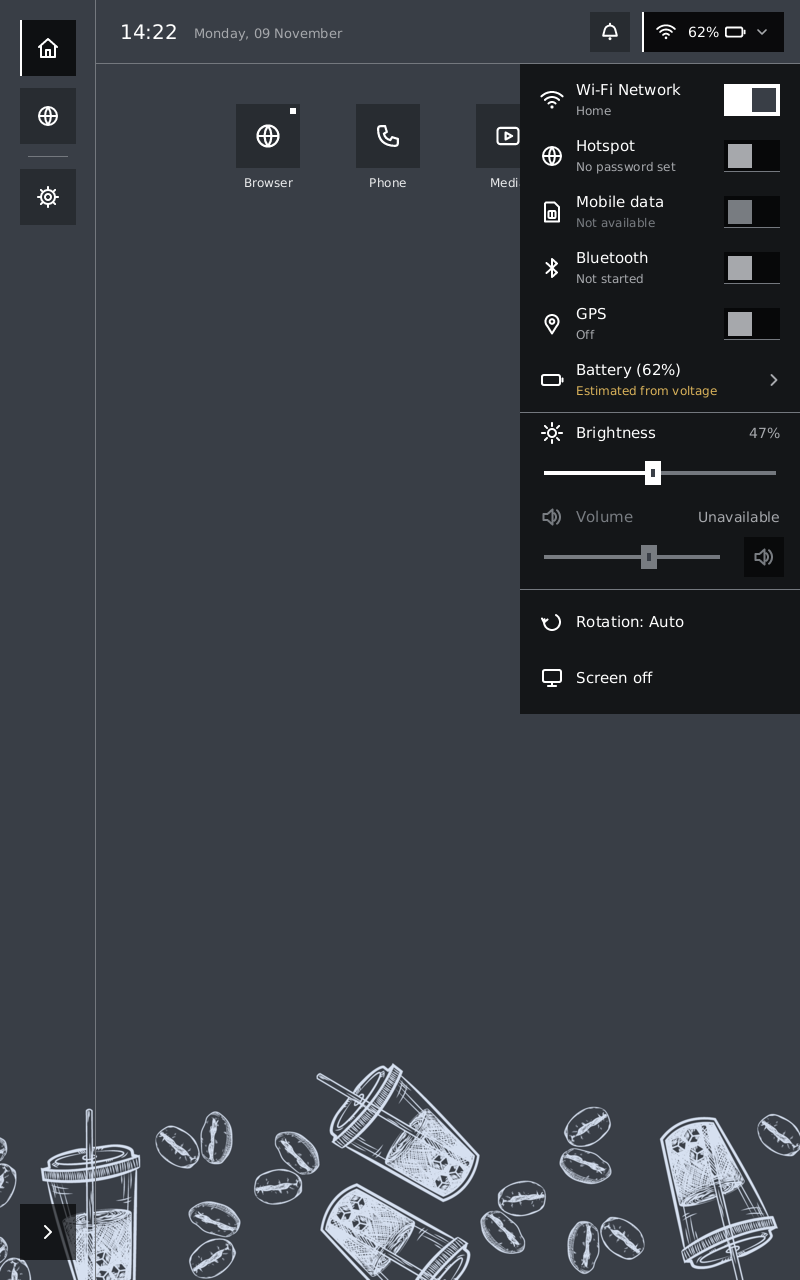 14:22 Monday, 09 November
62%
Browser
Phone
Medi
Wi-Fi Network
Home
Hotspot
No password set
Mobile data
Not available
Bluetooth
Not started
GPS
Off
Battery (62%)
Estimated from voltage
Brightness 47%
Volume Unavailable
Rotation: Auto
Screen off